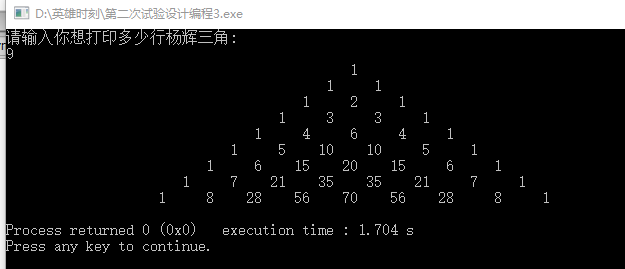 D:\英雄时刻\第二次试验设计编程3.exe
请输入你想打印多少行杨辉三角:
9
1
1 1
1 2 1
1 3 3 1
1 4 6 4 1
1 5 10 10 5 1
1 6 15 20 15 6 1
1 7 21 35 35 21 7 1
1 8 28 56 70 56 28 8 1
Process returned 0 (0x0)   execution time : 1.704 s
Press any key to continue.